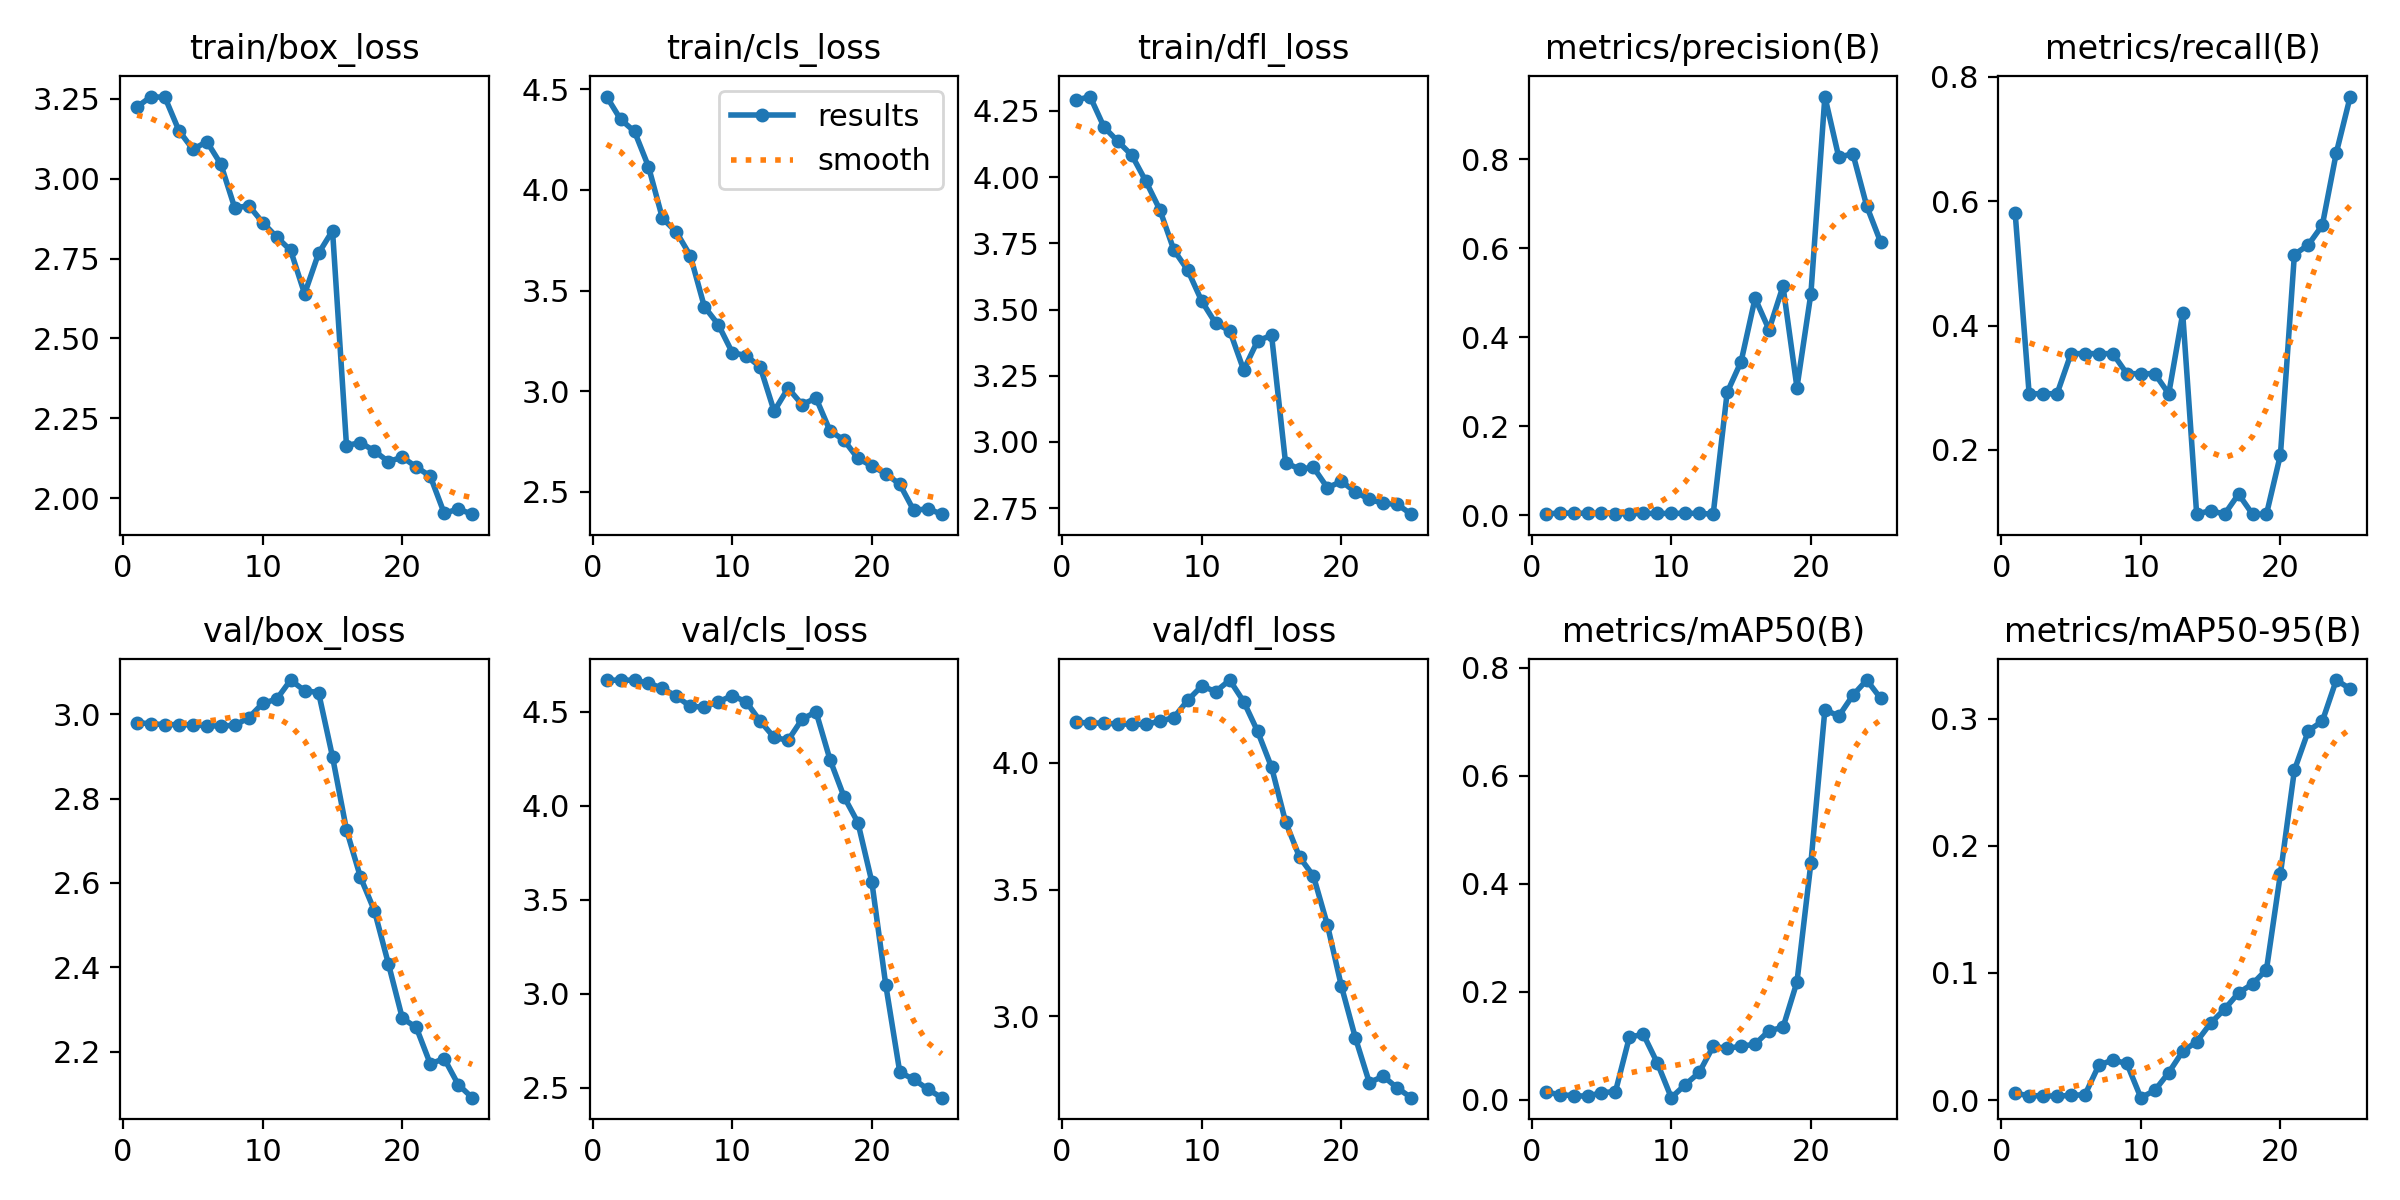 train/box_loss
train/cls_loss
train/dfl_loss
metrics/precision(B)
metrics/recall(B)
results
smooth
3.25
3.00
2.75
2.50
2.25
2.00
0 10 20
4.5
4.0
3.5
3.0
2.5
0 10 20
4.25
4.00
3.75
3.50
3.25
3.00
2.75
0 10 20
0.8
0.6
0.4
0.2
0.0
0 10 20
0.8
0.6
0.4
0.2
0 10 20
val/box_loss
val/cls_loss
val/dfl_loss
metrics/mAP50(B)
metrics/mAP50-95(B)
3.0
2.8
2.6
2.4
2.2
0 10 20
4.5
4.0
3.5
3.0
2.5
0 10 20
4.0
3.5
3.0
0 10 20
0.8
0.6
0.4
0.2
0.0
0 10 20
0.3
0.2
0.1
0.0
0 10 20